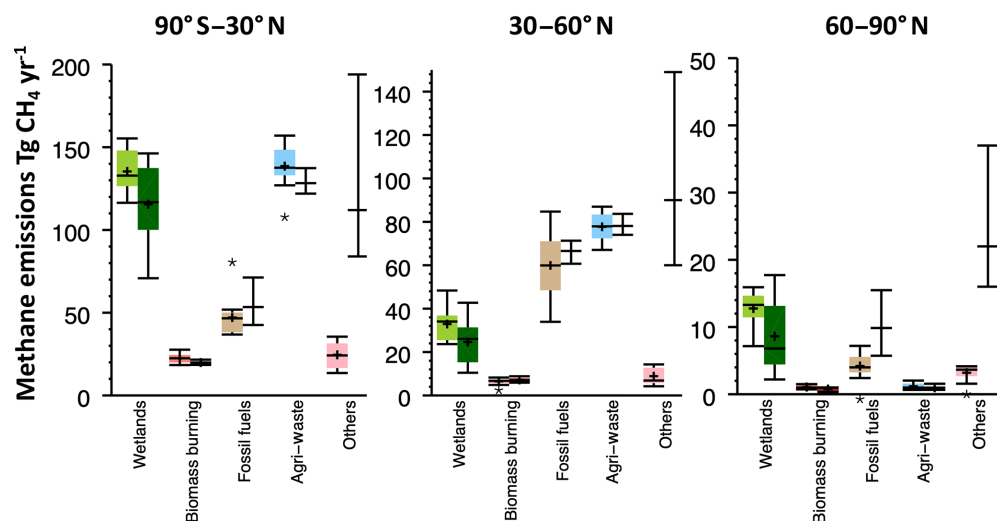 90°S–30°N
30–60°N
60–90°N
Methane emissions Tg CH4 yr-1
200
150
100
50
0
Wetlands
Biomass burning
Fossil fuels
Agri–waste
Others
140
120
100
80
60
40
20
0
Wetlands
Biomass burning
Fossil fuels
Agri–waste
Others
50
40
30
20
10
0
Wetlands
Biomass burning
Fossil fuels
Agri–waste
Others